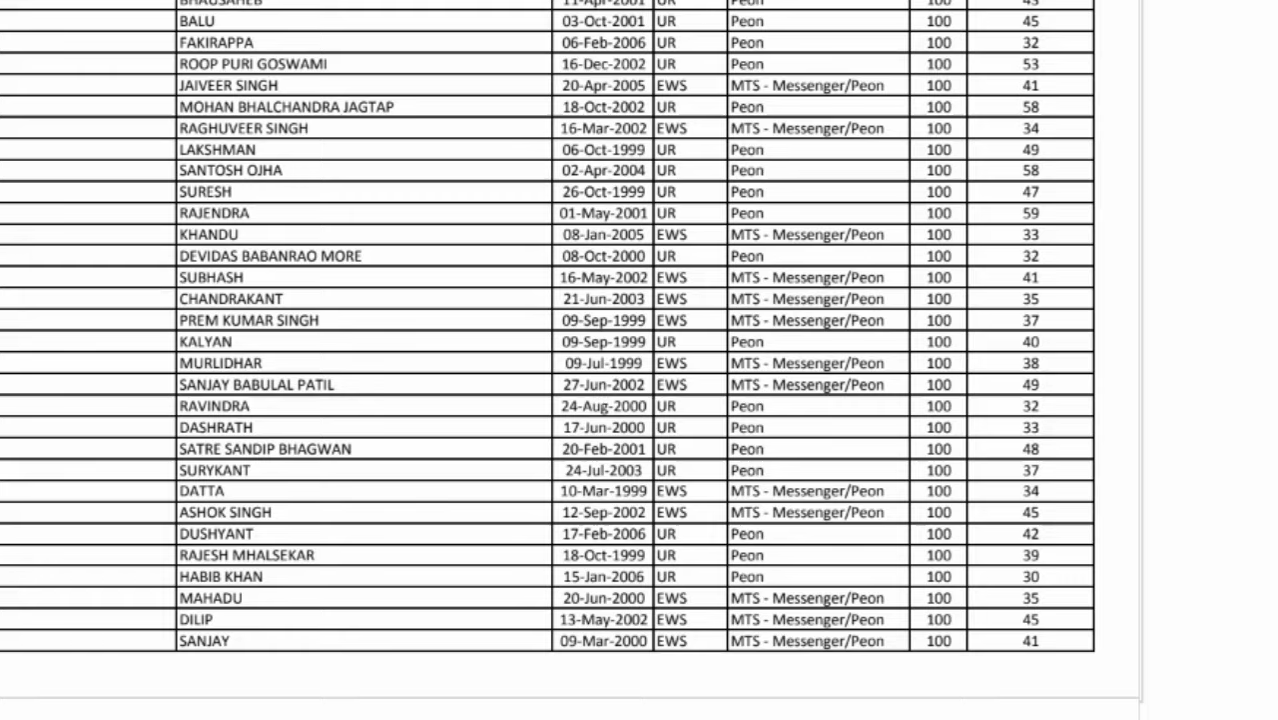 BHAUSAHEB 11-Apr-2001 UR Peon 100 43
BALU 03-Oct-2001 UR Peon 100 45
FAKIRAPPA 06-Feb-2006 UR Peon 100 32
ROOP PURI GOSWAMI 16-Dec-2002 UR Peon 100 53
JAIVEER SINGH 20-Apr-2005 EWS MTS - Messenger/Peon 100 41
MOHAN BHALCHANDRA JAGTAP 18-Oct-2002 UR Peon 100 58
RAGHUVEER SINGH 16-Mar-2002 EWS MTS - Messenger/Peon 100 34
LAKSHMAN 06-Oct-1999 UR Peon 100 49
SANTOSH OJHA 02-Apr-2004 UR Peon 100 58
SURESH 26-Oct-1999 UR Peon 100 47
RAJENDRA 01-May-2001 UR Peon 100 59
KHANDU 08-Jan-2005 EWS MTS - Messenger/Peon 100 33
DEVIDAS BABANRAO MORE 08-Oct-2000 UR Peon 100 32
SUBHASH 16-May-2002 EWS MTS - Messenger/Peon 100 41
CHANDRAKANT 21-Jun-2003 EWS MTS - Messenger/Peon 100 35
PREM KUMAR SINGH 09-Sep-1999 EWS MTS - Messenger/Peon 100 37
KALYAN 09-Sep-1999 UR Peon 100 40
MURLIDHAR 09-Jul-1999 EWS MTS - Messenger/Peon 100 38
SANJAY BABULAL PATIL 27-Jun-2002 EWS MTS - Messenger/Peon 100 49
RAVINDRA 24-Aug-2000 UR Peon 100 32
DASHRATH 17-Jun-2000 UR Peon 100 33
SATRE SANDIP BHAGWAN 20-Feb-2001 UR Peon 100 48
SURYKANT 24-Jul-2003 UR Peon 100 37
DATTA 10-Mar-1999 EWS MTS - Messenger/Peon 100 34
ASHOK SINGH 12-Sep-2002 EWS MTS - Messenger/Peon 100 45
DUSHYANT 17-Feb-2006 UR Peon 100 42
RAJESH MHALSEKAR 18-Oct-1999 UR Peon 100 39
HABIB KHAN 15-Jan-2006 UR Peon 100 30
MAHADU 20-Jun-2000 EWS MTS - Messenger/Peon 100 35
DILIP 13-May-2002 EWS MTS - Messenger/Peon 100 45
SANJAY 09-Mar-2000 EWS MTS - Messenger/Peon 100 41